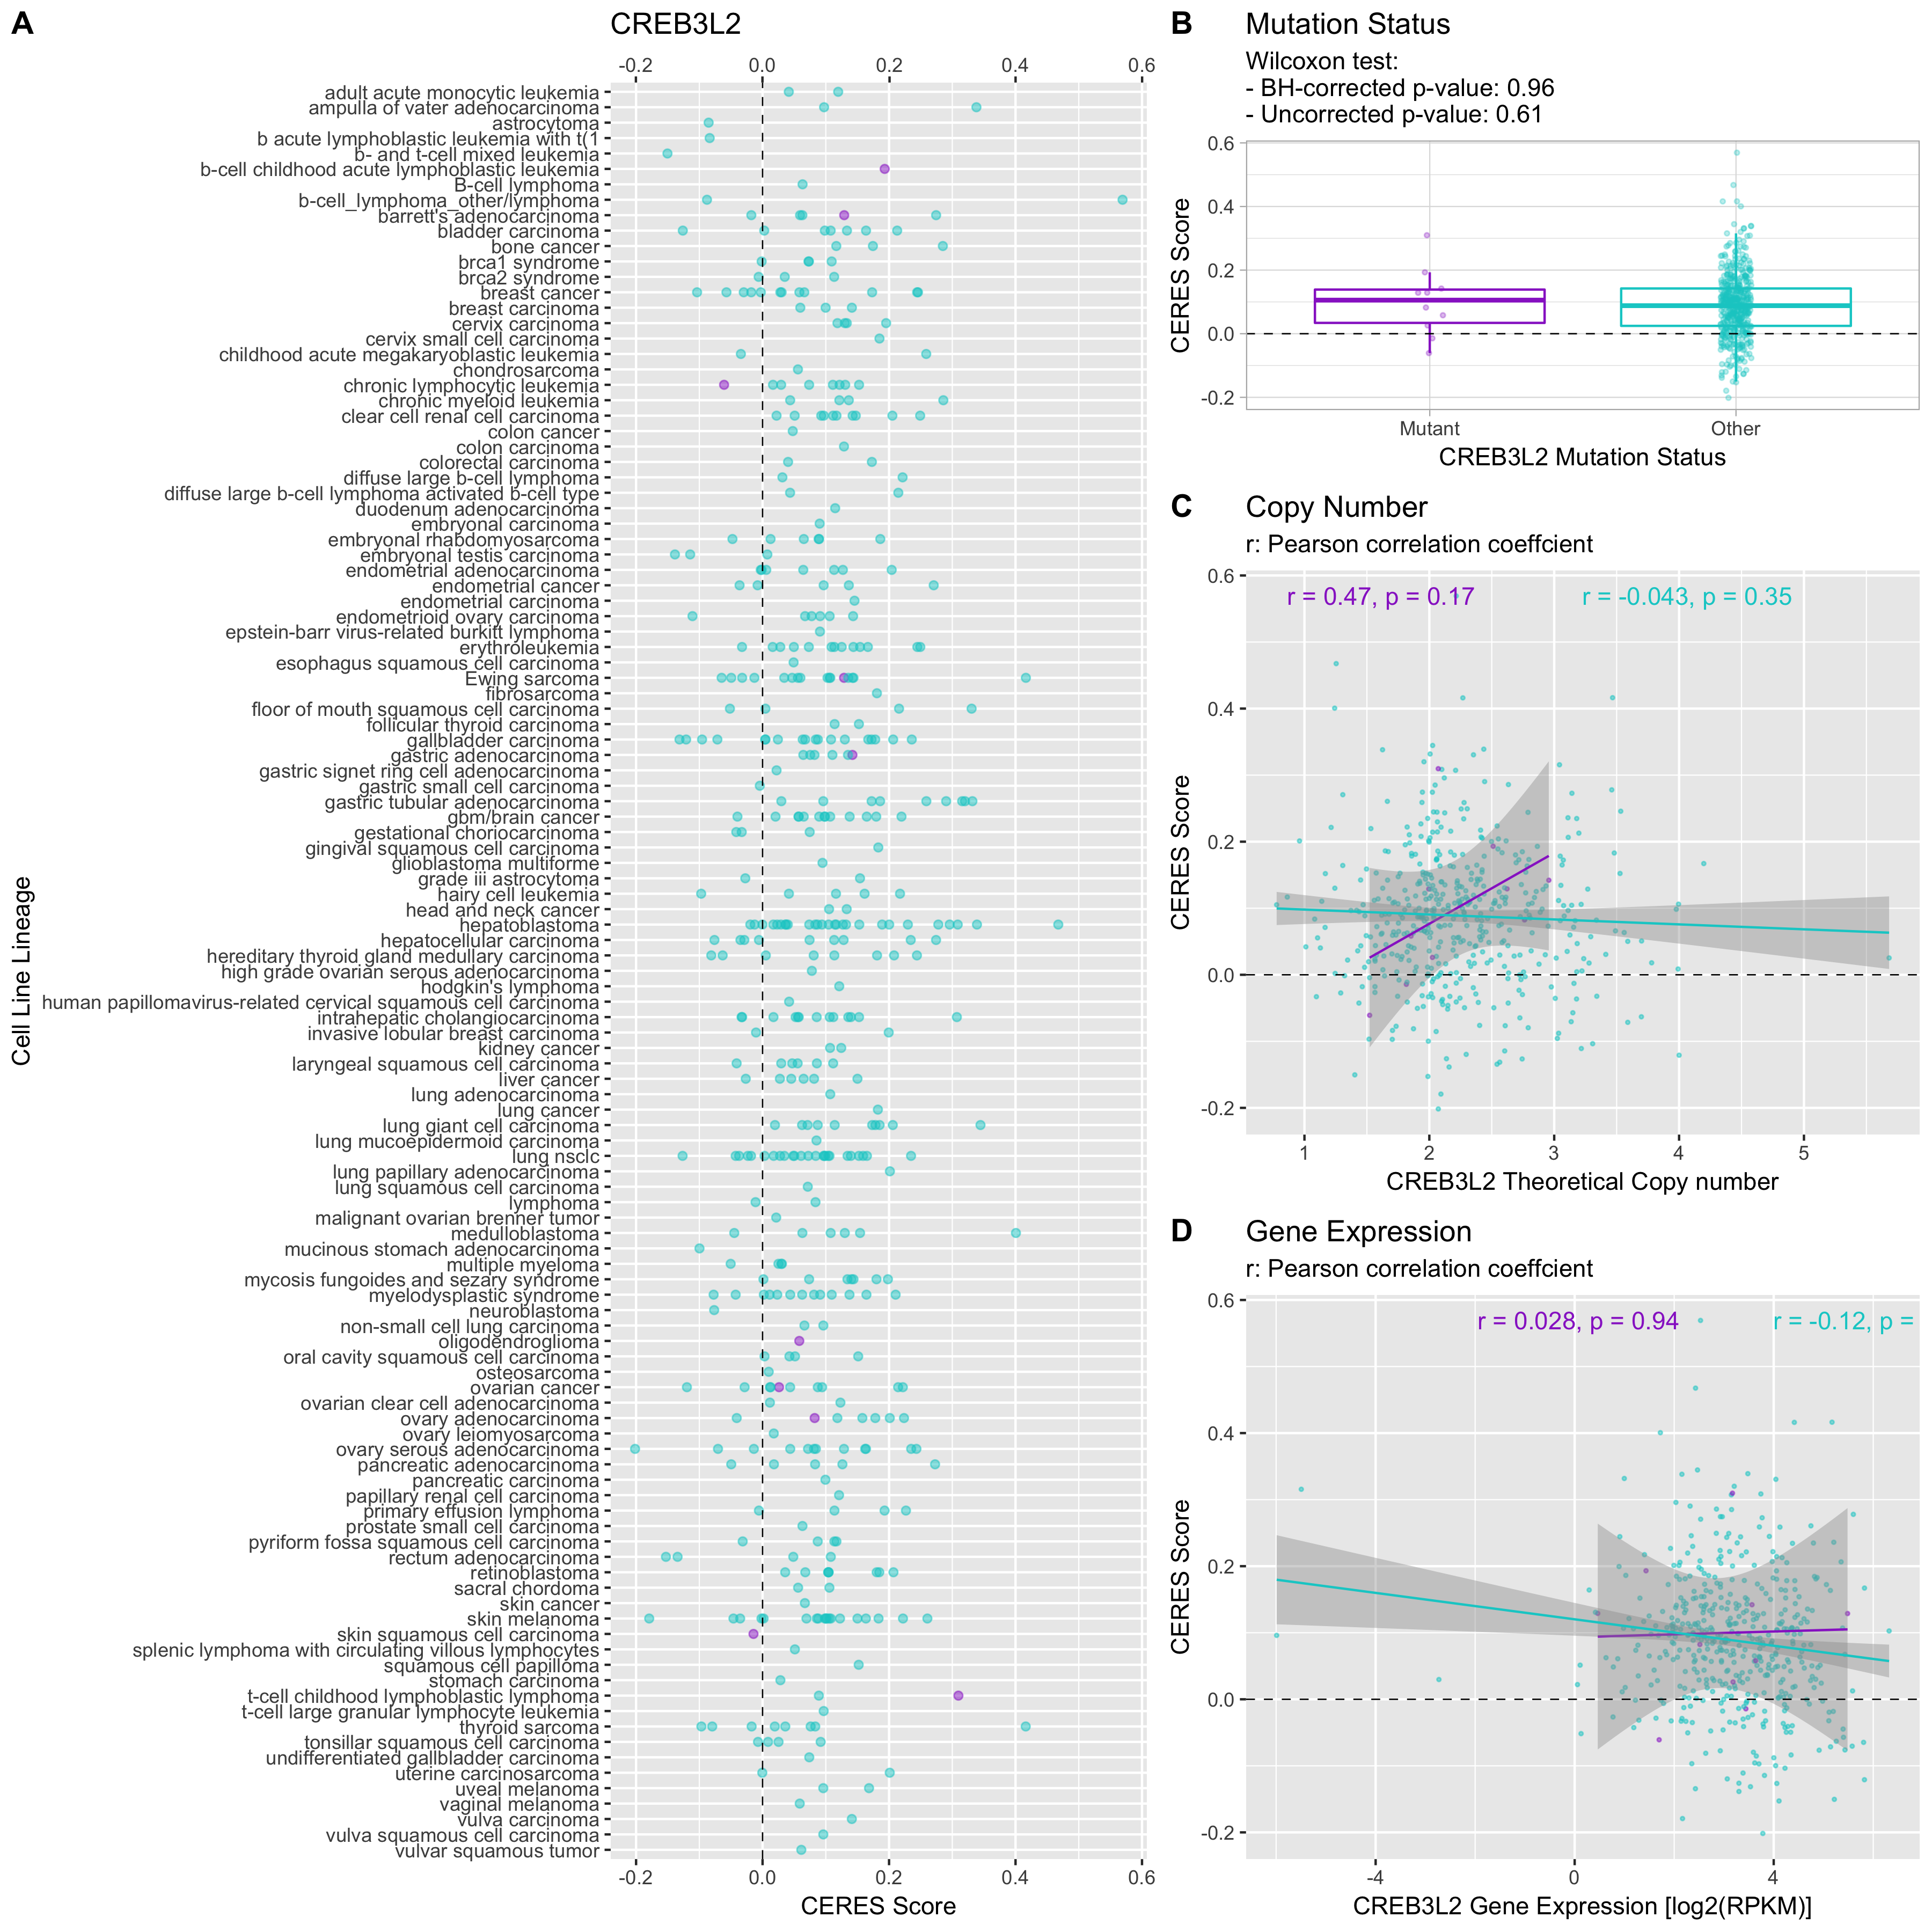 A
CREB3L2
-0.2 0.0 0.2 0.4 0.6
Cell Line Lineage
adult acute monocytic leukemia
ampulla of vater adenocarcinoma
astrocytoma
b acute lymphoblastic leukemia with t(1
b- and t-cell mixed leukemia
b-cell childhood acute lymphoblastic leukemia
B-cell lymphoma
b-cell_lymphoma_other/lymphoma
barrett's adenocarcinoma
bladder carcinoma
bone cancer
brca1 syndrome
brca2 syndrome
breast cancer
breast carcinoma
cervix carcinoma
cervix small cell carcinoma
childhood acute megakaryoblastic leukemia
chondrosarcoma
chronic lymphocytic leukemia
chronic myeloid leukemia
clear cell renal cell carcinoma
colon cancer
colon carcinoma
colorectal carcinoma
diffuse large b-cell lymphoma
diffuse large b-cell lymphoma activated b-cell type
duodenum adenocarcinoma
embryonal carcinoma
embryonal rhabdomyosarcoma
embryonal testis carcinoma
endometrial adenocarcinoma
endometrial cancer
endometrial carcinoma
endometrioid ovary carcinoma
epstein-barr virus-related burkitt lymphoma
erythroleukemia
esophagus squamous cell carcinoma
Ewing sarcoma
fibrosarcoma
floor of mouth squamous cell carcinoma
follicular thyroid carcinoma
gallbladder carcinoma
gastric adenocarcinoma
gastric signet ring cell adenocarcinoma
gastric small cell carcinoma
gastric tubular adenocarcinoma
gbm/brain cancer
gestational choriocarcinoma
gingival squamous cell carcinoma
glioblastoma multiforme
grade iii astrocytoma
hairy cell leukemia
head and neck cancer
hepatoblastoma
hepatocellular carcinoma
hereditary thyroid gland medullary carcinoma
high grade ovarian serous adenocarcinoma
hodgkin's lymphoma
human papillomavirus-related cervical squamous cell carcinoma
intrahepatic cholangiocarcinoma
invasive lobular breast carcinoma
kidney cancer
laryngeal squamous cell carcinoma
liver cancer
lung adenocarcinoma
lung cancer
lung giant cell carcinoma
lung mucoepidermoid carcinoma
lung nsclc
lung papillary adenocarcinoma
lung squamous cell carcinoma
lymphoma
malignant ovarian brenner tumor
medulloblastoma
mucinous stomach adenocarcinoma
multiple myeloma
mycosis fungoides and sezary syndrome
myelodysplastic syndrome
neuroblastoma
non-small cell lung carcinoma
oligodendroglioma
oral cavity squamous cell carcinoma
osteosarcoma
ovarian cancer
ovarian clear cell adenocarcinoma
ovary adenocarcinoma
ovary leiomyosarcoma
ovary serous adenocarcinoma
pancreatic adenocarcinoma
pancreatic carcinoma
papillary renal cell carcinoma
primary effusion lymphoma
prostate small cell carcinoma
pyriform fossa squamous cell carcinoma
rectum adenocarcinoma
retinoblastoma
sacral chordoma
skin cancer
skin melanoma
skin squamous cell carcinoma
splenic lymphoma with circulating villous lymphocytes
squamous cell papilloma
stomach carcinoma
t-cell childhood lymphoblastic lymphoma
t-cell large granular lymphocyte leukemia
thyroid sarcoma
tonsillar squamous cell carcinoma
undifferentiated gallbladder carcinoma
uterine carcinosarcoma
uveal melanoma
vaginal melanoma
vulva carcinoma
vulva squamous cell carcinoma
vulvar squamous tumor
-0.2 0.0 0.2 0.4 0.6
CERES Score
B
Mutation Status
Wilcoxon test:
- BH-corrected p-value: 0.96
- Uncorrected p-value: 0.61
CERES Score
0.6
0.4
0.2
0.0
-0.2
Mutant Other
CREB3L2 Mutation Status
C
Copy Number
r: Pearson correlation coeffcient
r = 0.47, p = 0.17 r = -0.043, p = 0.35
CERES Score
0.6
0.4
0.2
0.0
-0.2
1 2 3 4 5
CREB3L2 Theoretical Copy number
D
Gene Expression
r: Pearson correlation coeffcient
r = 0.028, p = 0.94 r = -0.12, p =
CERES Score
0.6
0.4
0.2
0.0
-0.2
-4 0 4
CREB3L2 Gene Expression [log2(RPKM)]